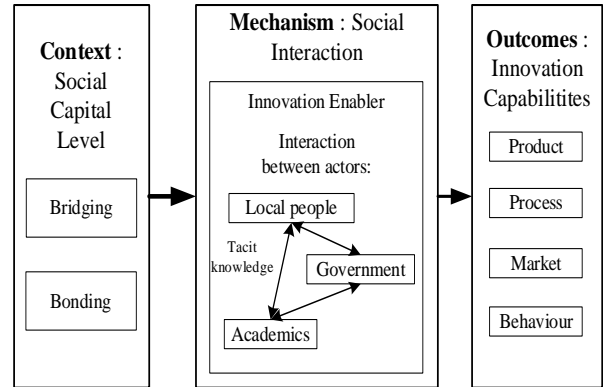 Context :
Social
Capital
Level
Bridging
Bonding
Mechanism : Social
Interaction
Innovation Enabler
Interaction
between actors:
Local people
Tacit
knowledge
Government
Academics
Outcomes :
Innovation
Capabilitites
Product
Process
Market
Behaviour